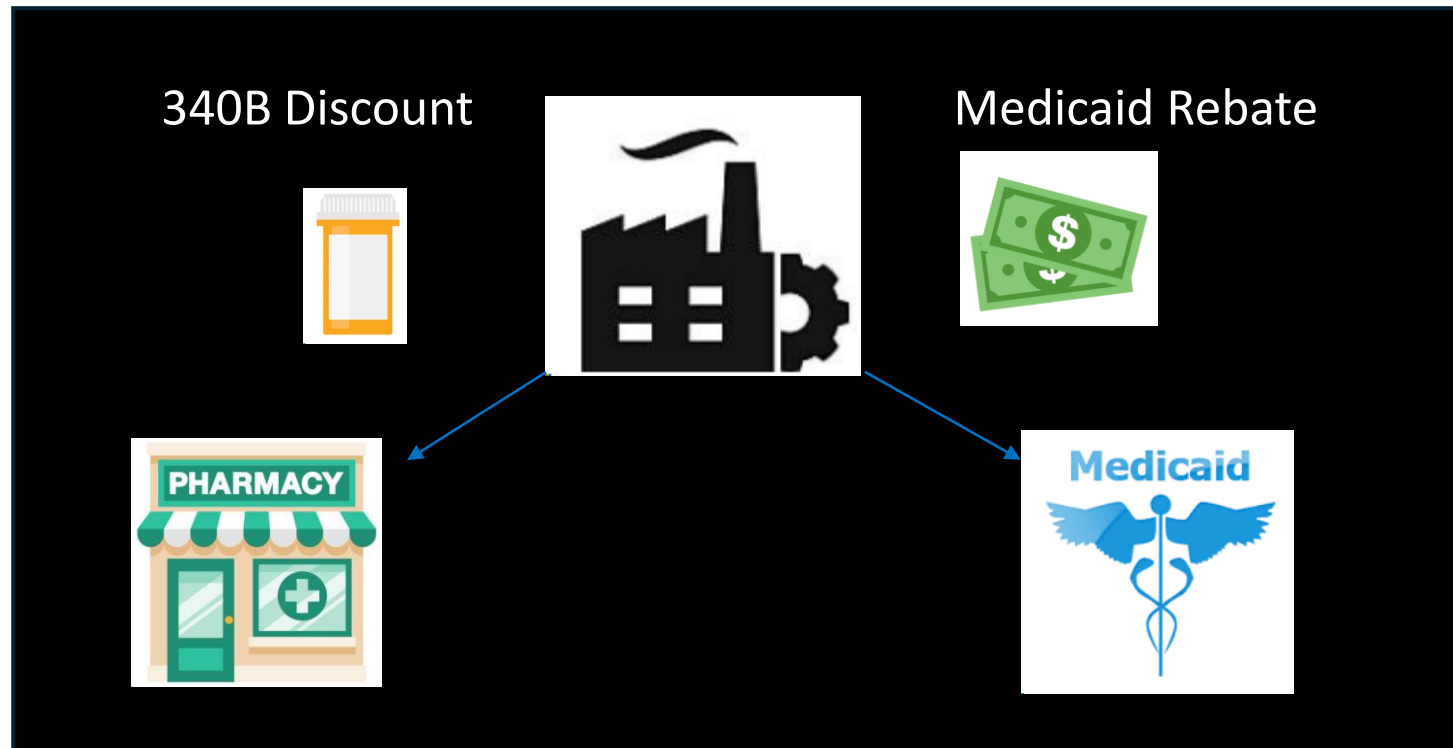 340B Discount
Medicaid Rebate
$
$
PHARMACY
Medicaid